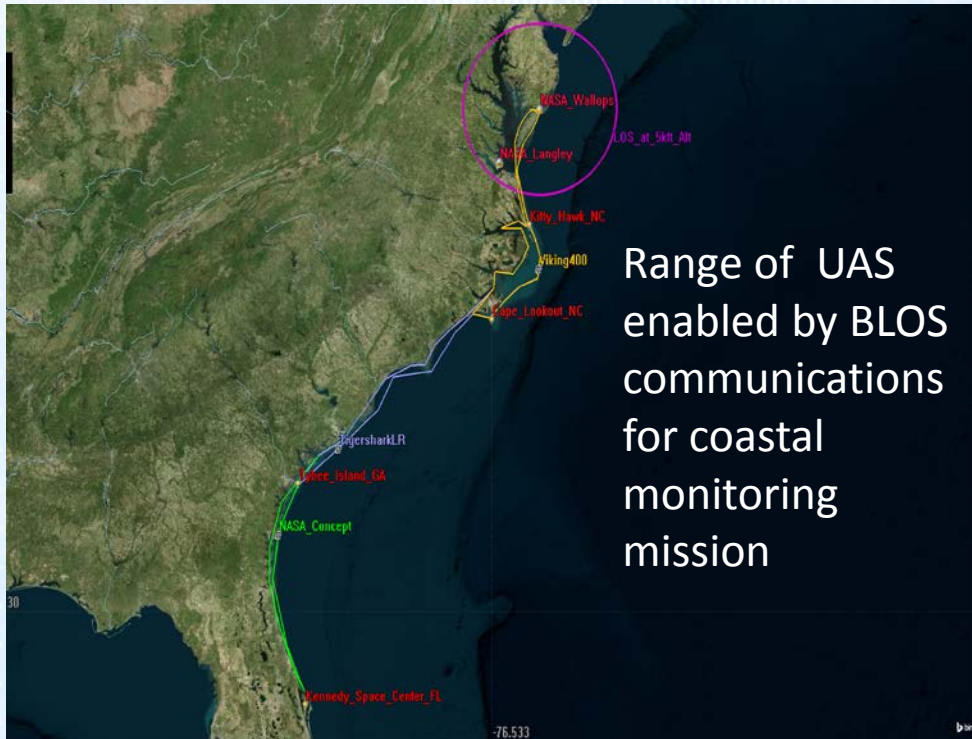 NASA_Wallops
LOS_at_5kft_Alt
NASA_Langley
Kitty_Hawk_NC
Viking400
Cape_Lookout_NC
Range of UAS
enabled by BLOS
communications
for coastal
monitoring
mission
TigersharkLR
Tybee_Island_GA
NASA_Concept
30
Kennedy_Space_Center_FL
-76.533